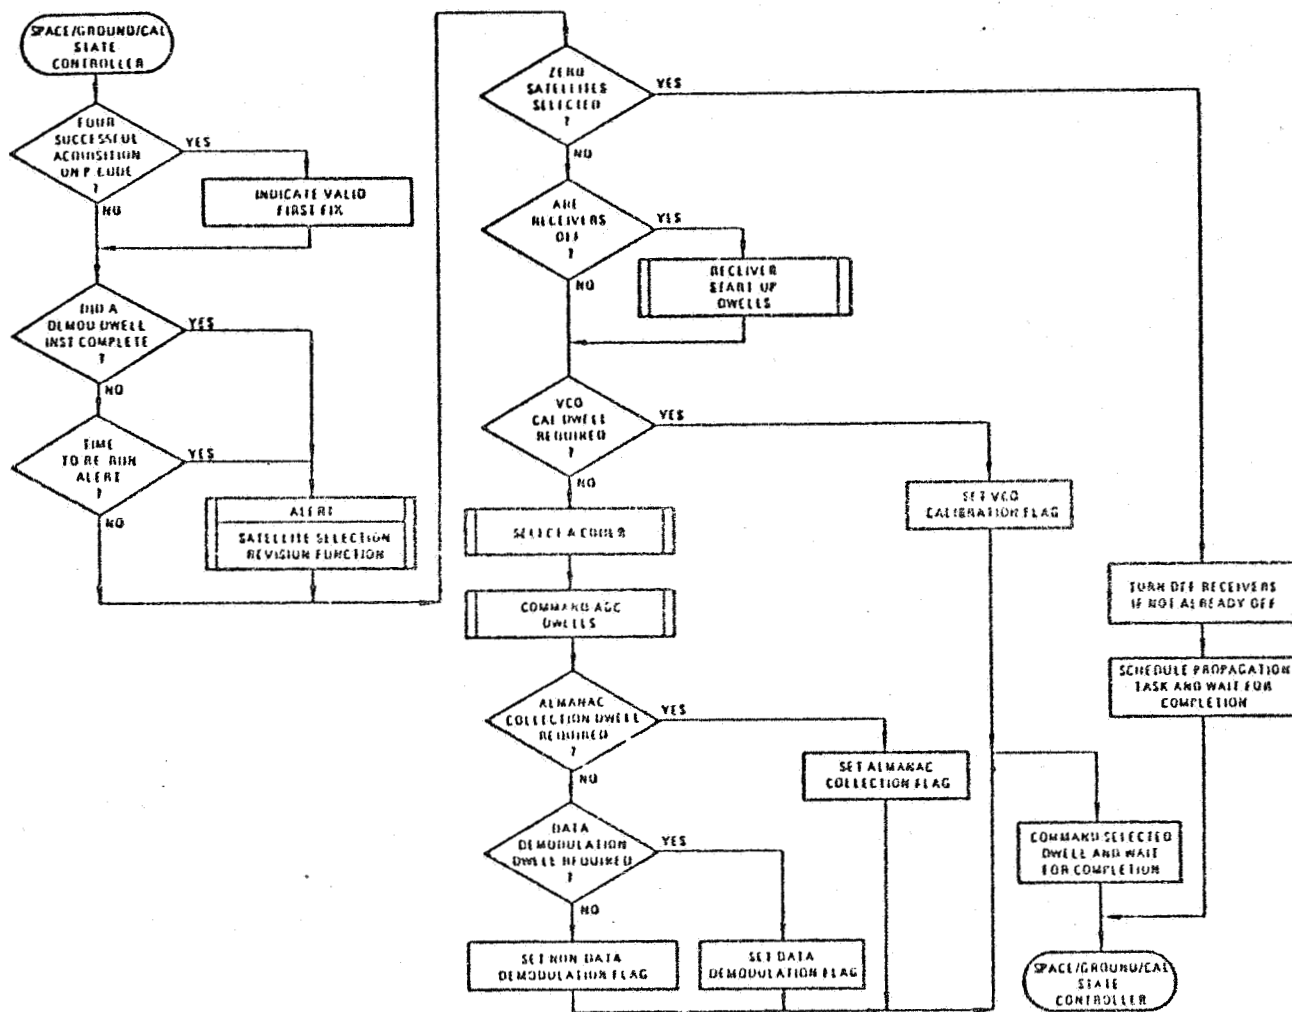 SPACE/GROUND/CAL
STATE
CONTROLLER
FOUR
SUCCESSFUL
ACQUISITION
ON P CODE
?
YES
NO
INDICATE VALID
FIRST FIX
DID A
DEMOD DWELL
INST COMPLETE
?
YES
NO
TIME
TO RE-RUN
ALERT
?
YES
NO
ALERT
SATELLITE SELECTION
REVISION FUNCTION
ZERO
SATELLITES
SELECTED
?
YES
NO
ARE
RECEIVERS
OFF
?
YES
NO
RECEIVER
START UP
DWELLS
VCO
CAL DWELL
REQUIRED
?
YES
NO
SELECT A CODER
COMMAND AGC
DWELLS
ALMANAC
COLLECTION DWELL
REQUIRED
?
YES
NO
DATA
DEMODULATION
DWELL REQUIRED
?
YES
NO
SET NON DATA
DEMODULATION FLAG
SET DATA
DEMODULATION FLAG
SET ALMANAC
COLLECTION FLAG
SET VCO
CALIBRATION FLAG
TURN OFF RECEIVERS
IF NOT ALREADY OFF
SCHEDULE PROPAGATION
TASK AND WAIT FOR
COMPLETION
COMMAND SELECTED
DWELL AND WAIT
FOR COMPLETION
SPACE/GROUND/CAL
STATE
CONTROLLER